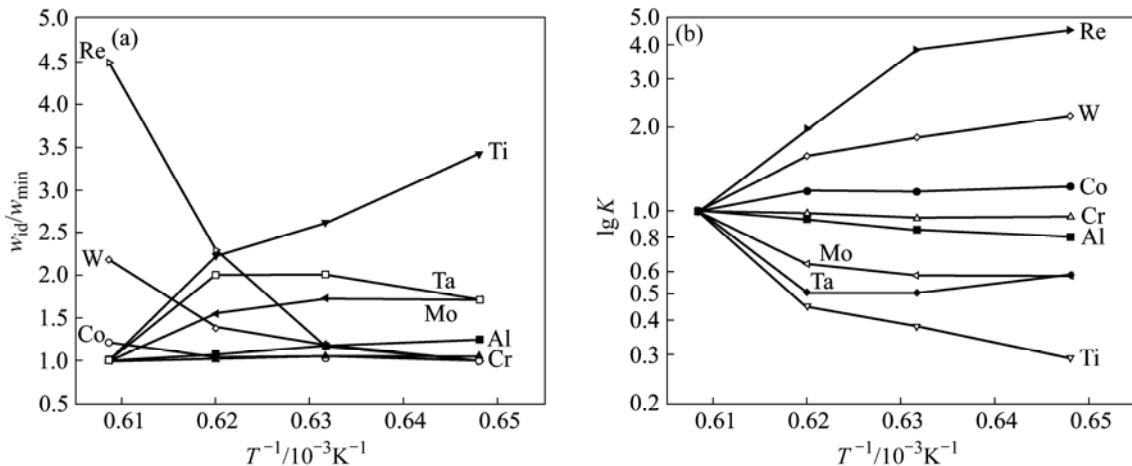 (a)
5.0
4.5
4.0
3.5
3.0
2.5
2.0
1.5
1.0
0.5
w_id/w_min
Re
Ti
W
Ta
Mo
Co
Al
Cr
0.61 0.62 0.63 0.64 0.65
T⁻¹/10⁻³K⁻¹
(b)
5.0
4.0
3.0
2.0
1.0
0.8
0.6
0.5
0.4
0.3
0.2
lg K
Re
W
Co
Cr
Al
Mo
Ta
Ti
0.61 0.62 0.63 0.64 0.65
T⁻¹/10⁻³K⁻¹